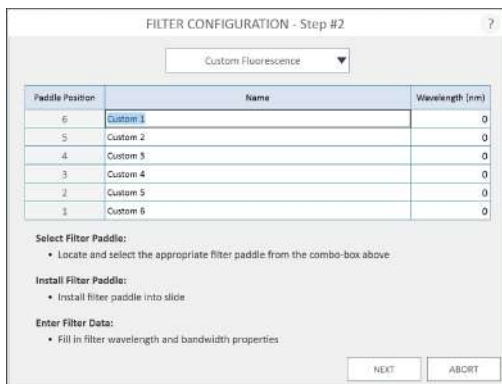 FILTER CONFIGURATION - Step #2 ?
Custom Fluorescence
Paddle Position Name Wavelength (nm)
6 Custom 1 0
5 Custom 2 0
4 Custom 3 0
3 Custom 4 0
2 Custom 5 0
1 Custom 6 0
Select Filter Paddle:
• Locate and select the appropriate filter paddle from the combo-box above
Install Filter Paddle:
• Install filter paddle into slide
Enter Filter Data:
• Fill in filter wavelength and bandwidth properties
NEXT ABORT